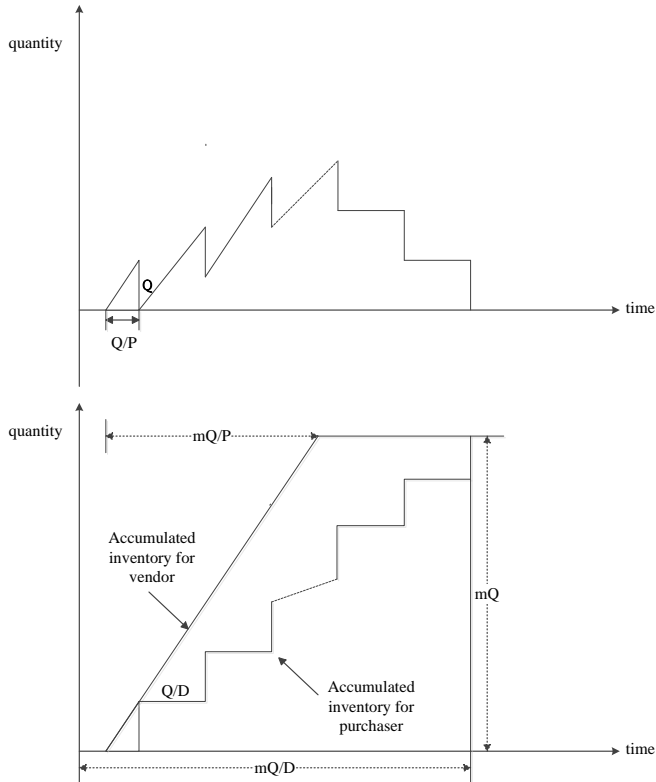 quantity
Q
time
Q/P
quantity
mQ/P
Accumulated
inventory for
vendor
mQ
Q/D
Accumulated
inventory for
purchaser
time
mQ/D